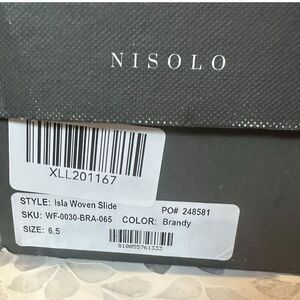 NISOLO
XLL201167
STYLE: Isla Woven Slide PO# 248581
SKU: WF-0030-BRA-065 COLOR: Brandy
SIZE: 6.5
810055761333